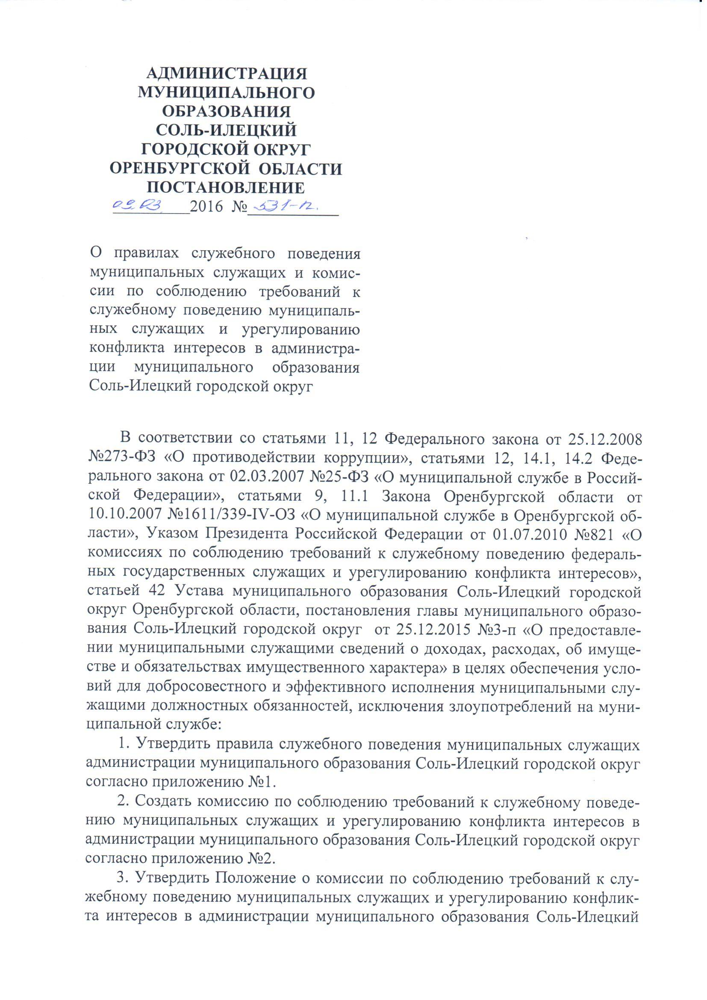 АДМИНИСТРАЦИЯ
МУНИЦИПАЛЬНОГО
ОБРАЗОВАНИЯ
СОЛЬ-ИЛЕЦКИЙ
ГОРОДСКОЙ ОКРУГ
ОРЕНБУРГСКОЙ ОБЛАСТИ
ПОСТАНОВЛЕНИЕ
09.03 2016 № 531-п.
О правилах служебного поведения
муниципальных служащих и комис-
сии по соблюдению требований к
служебному поведению муниципаль-
ных служащих и урегулированию
конфликта интересов в администра-
ции муниципального образования
Соль-Илецкий городской округ
В соответствии со статьями 11, 12 Федерального закона от 25.12.2008
№273-ФЗ «О противодействии коррупции», статьями 12, 14.1, 14.2 Феде-
рального закона от 02.03.2007 №25-ФЗ «О муниципальной службе в Россий-
ской Федерации», статьями 9, 11.1 Закона Оренбургской области от
10.10.2007 №1611/339-IV-ОЗ «О муниципальной службе в Оренбургской об-
ласти», Указом Президента Российской Федерации от 01.07.2010 №821 «О
комиссиях по соблюдению требований к служебному поведению федераль-
ных государственных служащих и урегулированию конфликта интересов»,
статьей 42 Устава муниципального образования Соль-Илецкий городской
округ Оренбургской области, постановления главы муниципального образо-
вания Соль-Илецкий городской округ от 25.12.2015 №3-п «О предоставле-
нии муниципальными служащими сведений о доходах, расходах, об имуще-
стве и обязательствах имущественного характера» в целях обеспечения усло-
вий для добросовестного и эффективного исполнения муниципальными слу-
жащими должностных обязанностей, исключения злоупотреблений на муни-
ципальной службе:
1. Утвердить правила служебного поведения муниципальных служащих
администрации муниципального образования Соль-Илецкий городской округ
согласно приложению №1.
2. Создать комиссию по соблюдению требований к служебному поведе-
нию муниципальных служащих и урегулированию конфликта интересов в
администрации муниципального образования Соль-Илецкий городской округ
согласно приложению №2.
3. Утвердить Положение о комиссии по соблюдению требований к слу-
жебному поведению муниципальных служащих и урегулированию конфлик-
та интересов в администрации муниципального образования Соль-Илецкий